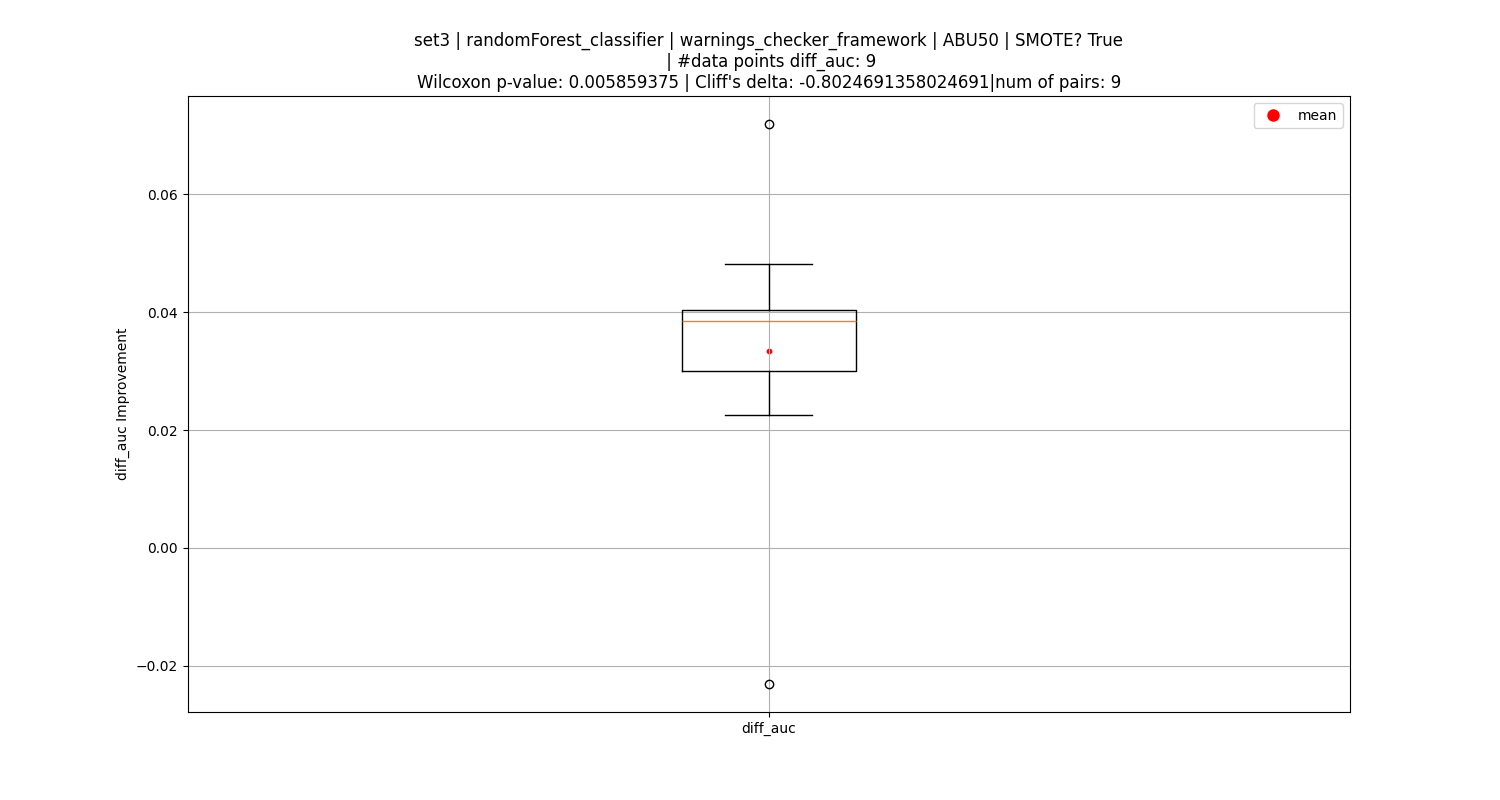 set3 | randomForest_classifier | warnings_checker_framework | ABU50 | SMOTE? True
| #data points diff_auc: 9
Wilcoxon p-value: 0.005859375 | Cliff's delta: -0.8024691358024691|num of pairs: 9
mean
0.06
0.04
0.02
0.00
−0.02
diff_auc Improvement
diff_auc